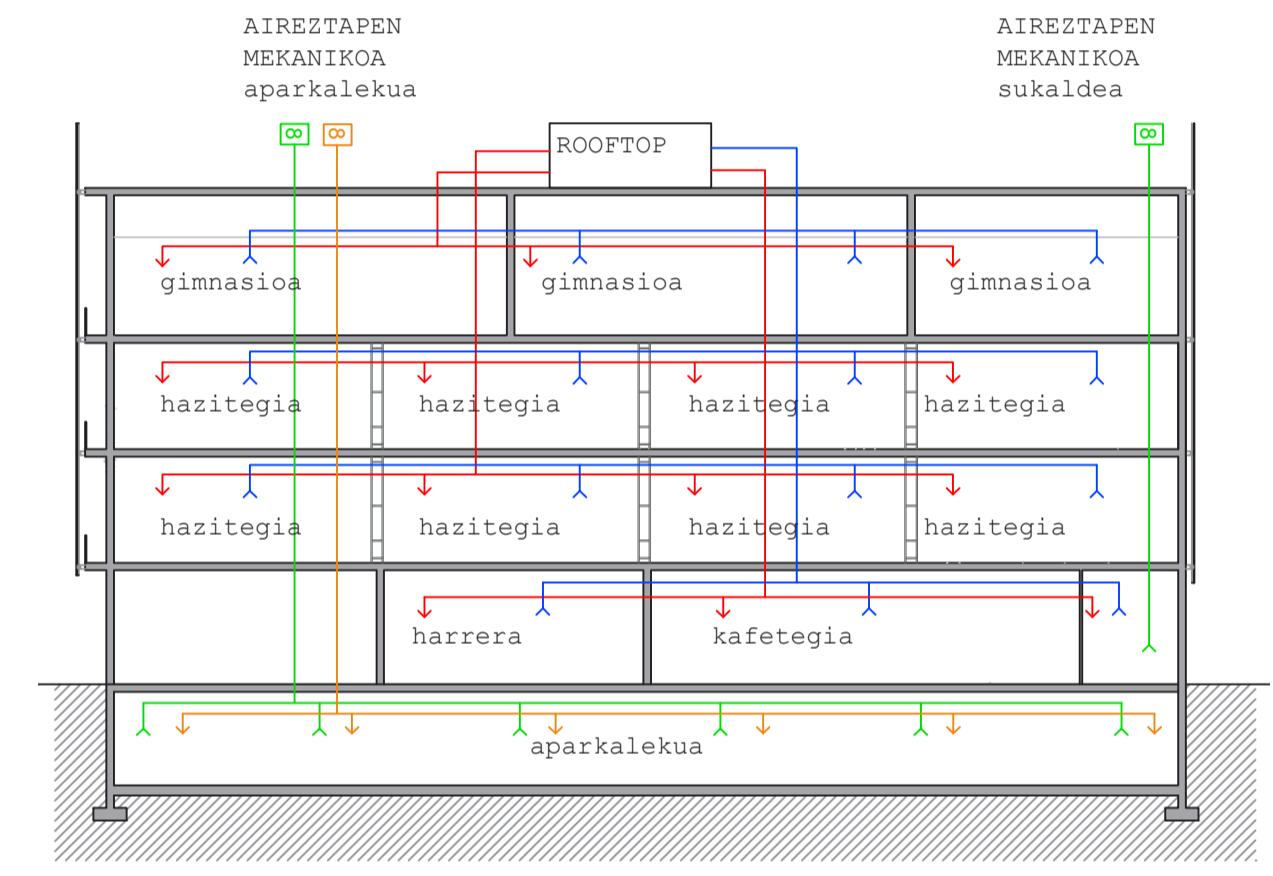 AIREZTAPEN
MEKANIKOA
aparkalekua
AIREZTAPEN
MEKANIKOA
sukaldea
ROOFTOP
gimnasioa gimnasioa gimnasioa
hazitegia hazitegia hazitegia hazitegia
hazitegia hazitegia hazitegia hazitegia
harrera kafetegia
aparkalekua